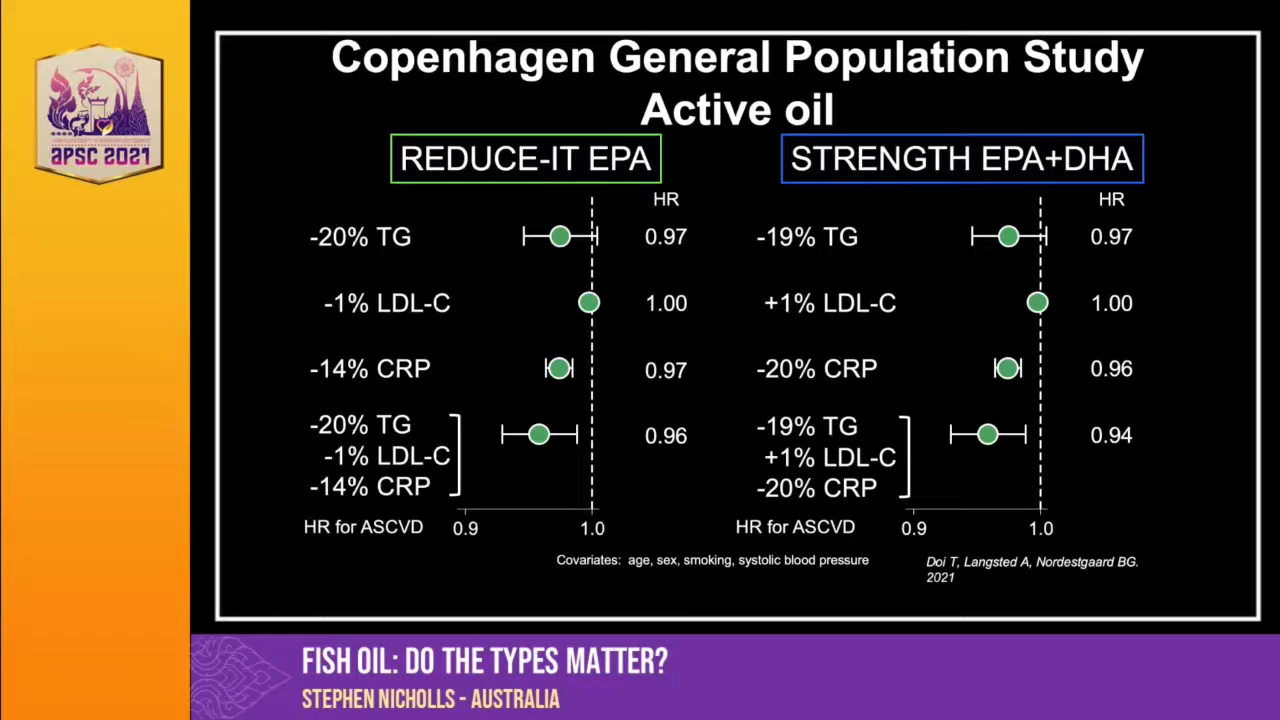 Copenhagen General Population Study
Active oil
REDUCE-IT EPA
HR
-20% TG
0.97
-1% LDL-C
1.00
-14% CRP
0.97
-20% TG
-1% LDL-C
-14% CRP
0.96
HR for ASCVD
0.9
1.0
STRENGTH EPA+DHA
HR
-19% TG
0.97
+1% LDL-C
1.00
-20% CRP
0.96
-19% TG
+1% LDL-C
-20% CRP
0.94
HR for ASCVD
0.9
1.0
Covariates: age, sex, smoking, systolic blood pressure
Doi T, Langsted A, Nordestgaard BG.
2021
APSC 2021
FISH OIL: DO THE TYPES MATTER?
STEPHEN NICHOLLS - AUSTRALIA